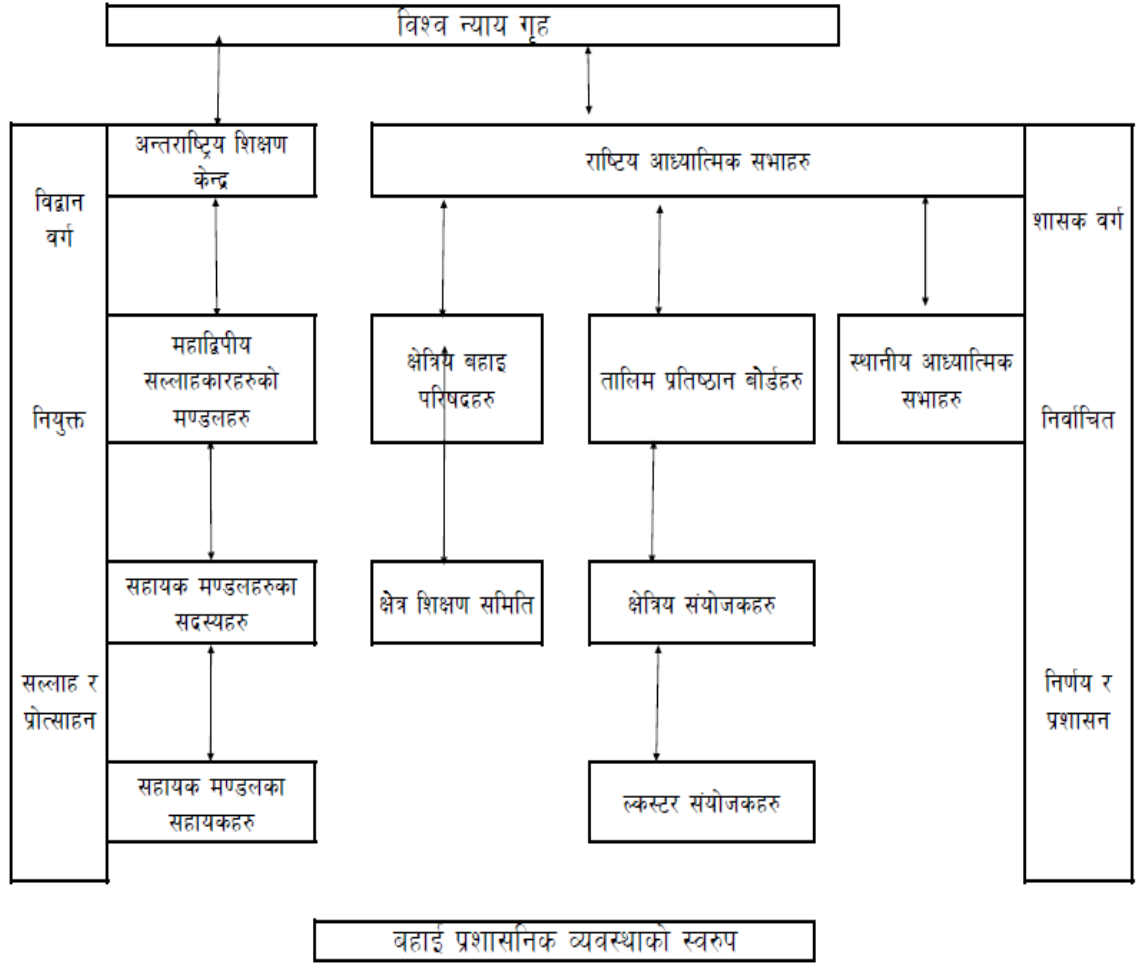 विश्व न्याय गृह
अन्तराष्ट्रिय शिक्षण
केन्द्र
राष्टिय आध्यात्मिक सभाहरु
विद्वान
वर्ग
शासक वर्ग
महाद्विपीय
सल्लाहकारहरुको
मण्डलहरु
क्षेत्रिय बहाइ
परिषदहरु
तालिम प्रतिष्ठान बोर्डहरु
स्थानीय आध्यात्मिक
सभाहरु
नियुक्त
निर्वाचित
सहायक मण्डलहरुका
सदस्यहरु
क्षेत्र शिक्षण समिति
क्षेत्रिय संयोजकहरु
सल्लाह र
प्रोत्साहन
निर्णय र
प्रशासन
सहायक मण्डलका
सहायकहरु
ल्कस्टर संयोजकहरु
बहाई प्रशासनिक व्यवस्थाको स्वरुप